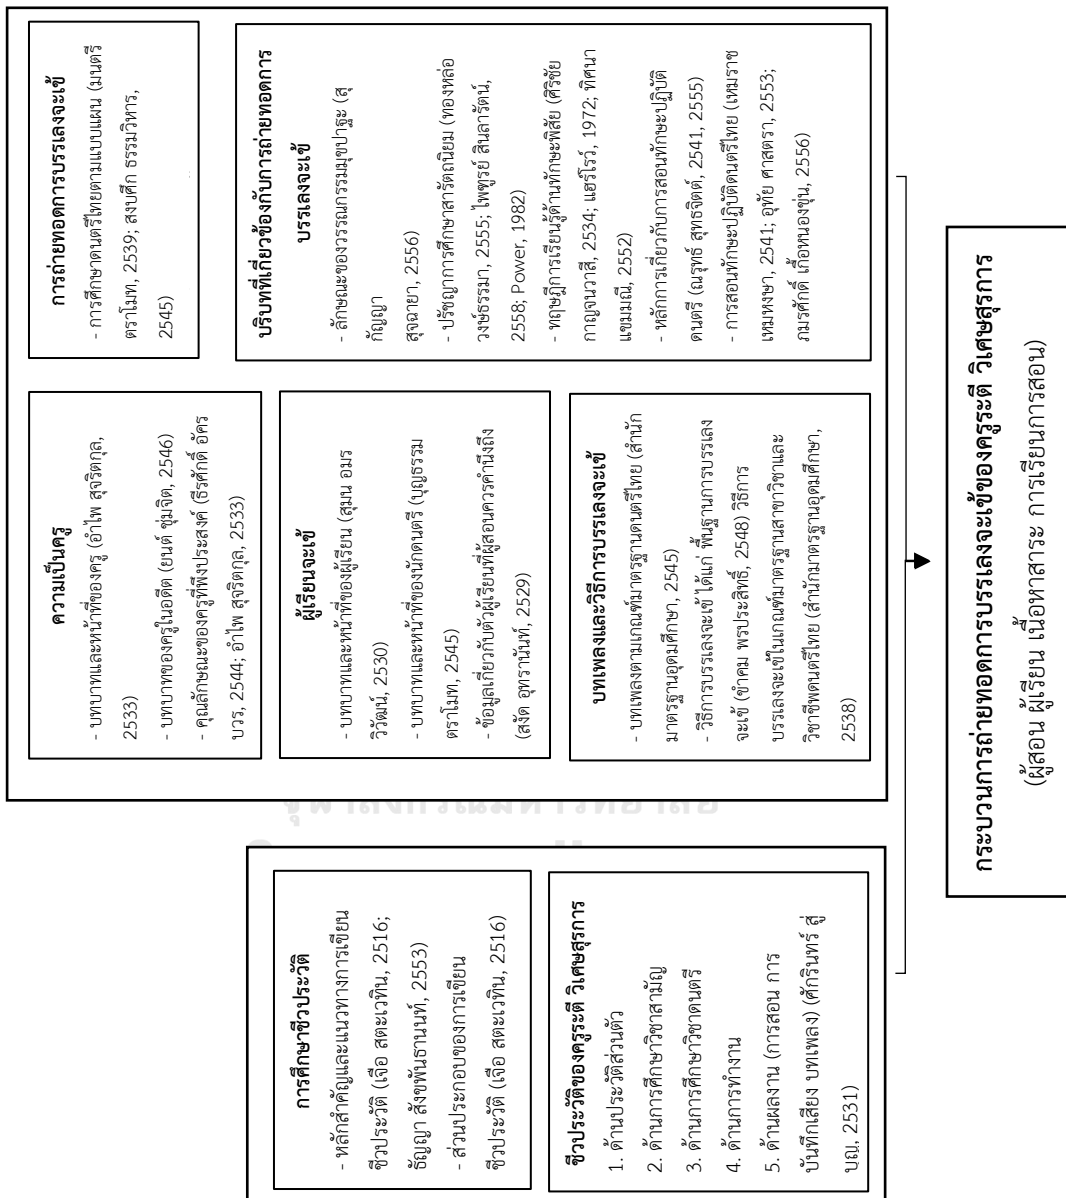 การศึกษาชีวประวัติ
- หลักสำคัญและแนวทางการเขียน
ชีวประวัติ (เจือ สตะเวทิน, 2516;
ธัญญา สังขพันธานนท์, 2553)
- ส่วนประกอบของการเขียน
ชีวประวัติ (เจือ สตะเวทิน, 2516)
ชีวประวัติของครูระตี วิเศษสุรการ
1. ด้านประวัติส่วนตัว
2. ด้านการศึกษาวิชาสามัญ
3. ด้านการศึกษาวิชาดนตรี
4. ด้านการทำงาน
5. ด้านผลงาน (การสอน การ
บันทึกเสียง บทเพลง) (ศักรินทร์ สู่
บุญ, 2531)
ความเป็นครู
- บทบาทและหน้าที่ของครู (อำไพ สุจริตกุล,
2533)
- บทบาทของครูในอดีต (ยนต์ ชุ่มจิต, 2546)
- คุณลักษณะของครูที่พึงประสงค์ (ธีรศักดิ์ อัคร
บวร, 2544; อำไพ สุจริตกุล, 2533)
ผู้เรียนจะเข้
- บทบาทและหน้าที่ของผู้เรียน (สุมน อมร
วิวัฒน์, 2530)
- บทบาทและหน้าที่ของนักดนตรี (บุญธรรม
ตราโมท, 2545)
- ข้อมูลเกี่ยวกับตัวผู้เรียนที่ผู้สอนควรคำนึงถึง
(สงัด อุทรานันท์, 2529)
บทเพลงและวิธีการบรรเลงจะเข้
- บทเพลงตามเกณฑ์มาตรฐานดนตรีไทย (สำนัก
มาตรฐานอุดมศึกษา, 2545)
- วิธีการบรรเลงจะเข้ ได้แก่ พื้นฐานการบรรเลง
จะเข้ (ขำคม พรประสิทธิ์, 2548) วิธีการ
บรรเลงจะเข้ในเกณฑ์มาตรฐานสาขาวิชาและ
วิชาชีพดนตรีไทย (สำนักมาตรฐานอุดมศึกษา,
2538)
การถ่ายทอดการบรรเลงจะเข้
- การศึกษาดนตรีไทยตามแบบแผน (มนตรี
ตราโมท, 2539; สงบศึก ธรรมวิหาร,
2545)
บริบทที่เกี่ยวข้องกับการถ่ายทอดการ
บรรเลงจะเข้
- ลักษณะของวรรณกรรมมุขปาฐะ (สุ
กัญญา
สุจฉายา, 2556)
- ปรัชญาการศึกษาสารัตถนิยม (ทองหล่อ
วงษ์ธรรมา, 2555; ไพฑูรย์ สินลารัตน์,
2558; Power, 1982)
- ทฤษฎีการเรียนรู้ด้านทักษะพิสัย (ศิริชัย
กาญจนวาสี, 2534; แฮร์โรว์, 1972; ทิศนา
แขมมณี, 2552)
- หลักการเกี่ยวกับการสอนทักษะปฏิบัติ
ดนตรี (ณรุทธ์ สุทธจิตต์, 2541, 2555)
- การสอนทักษะปฏิบัติดนตรีไทย (เหมราช
เหมหงษา, 2541; อุทัย ศาสตรา, 2553;
ภมรศักดิ์ เกื้อหนองขุ่น, 2556)
กระบวนการถ่ายทอดการบรรเลงจะเข้ของครูระตี วิเศษสุรการ
(ผู้สอน ผู้เรียน เนื้อหาสาระ การเรียนการสอน)